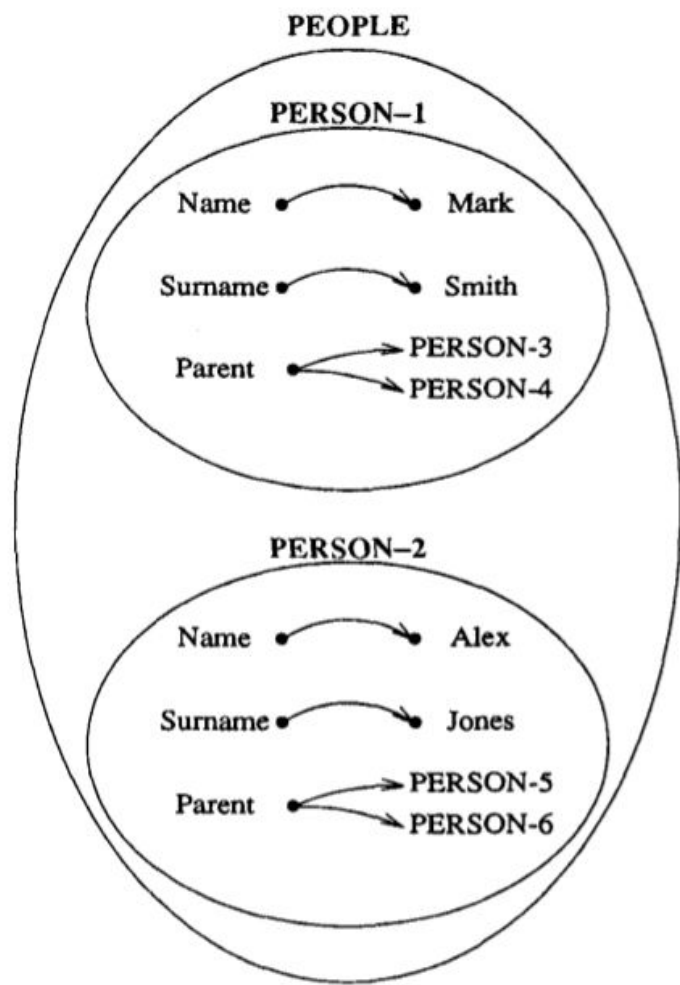 PEOPLE
PERSON–1
Name Mark
Surname Smith
Parent PERSON-3
PERSON-4
PERSON–2
Name Alex
Surname Jones
Parent PERSON-5
PERSON-6